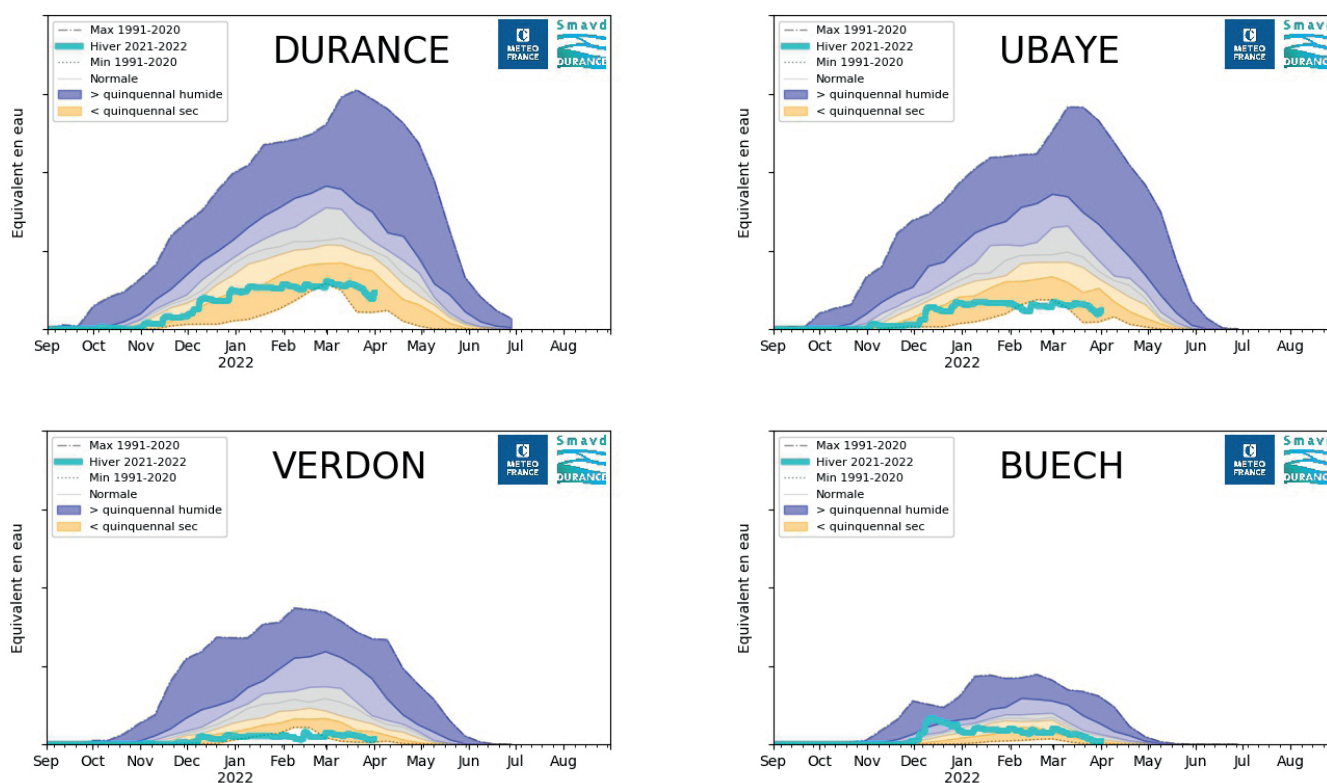 Max 1991-2020
Hiver 2021-2022
Min 1991-2020
Normale
> quinquennal humide
< quinquennal sec
DURANCE
METEO
FRANCE
Smavd
DURANCE
Equivalent en eau
Sep Oct Nov Dec Jan Feb Mar Apr May Jun Jul Aug
2022
Max 1991-2020
Hiver 2021-2022
Min 1991-2020
Normale
> quinquennal humide
< quinquennal sec
UBAYE
METEO
FRANCE
Smavd
DURANCE
Equivalent en eau
Sep Oct Nov Dec Jan Feb Mar Apr May Jun Jul Aug
2022
Max 1991-2020
Hiver 2021-2022
Min 1991-2020
Normale
> quinquennal humide
< quinquennal sec
VERDON
METEO
FRANCE
Smavd
DURANCE
Equivalent en eau
Sep Oct Nov Dec Jan Feb Mar Apr May Jun Jul Aug
2022
Max 1991-2020
Hiver 2021-2022
Min 1991-2020
Normale
> quinquennal humide
< quinquennal sec
BUECH
METEO
FRANCE
Smavd
DURANCE
Equivalent en eau
Sep Oct Nov Dec Jan Feb Mar Apr May Jun Jul Aug
2022